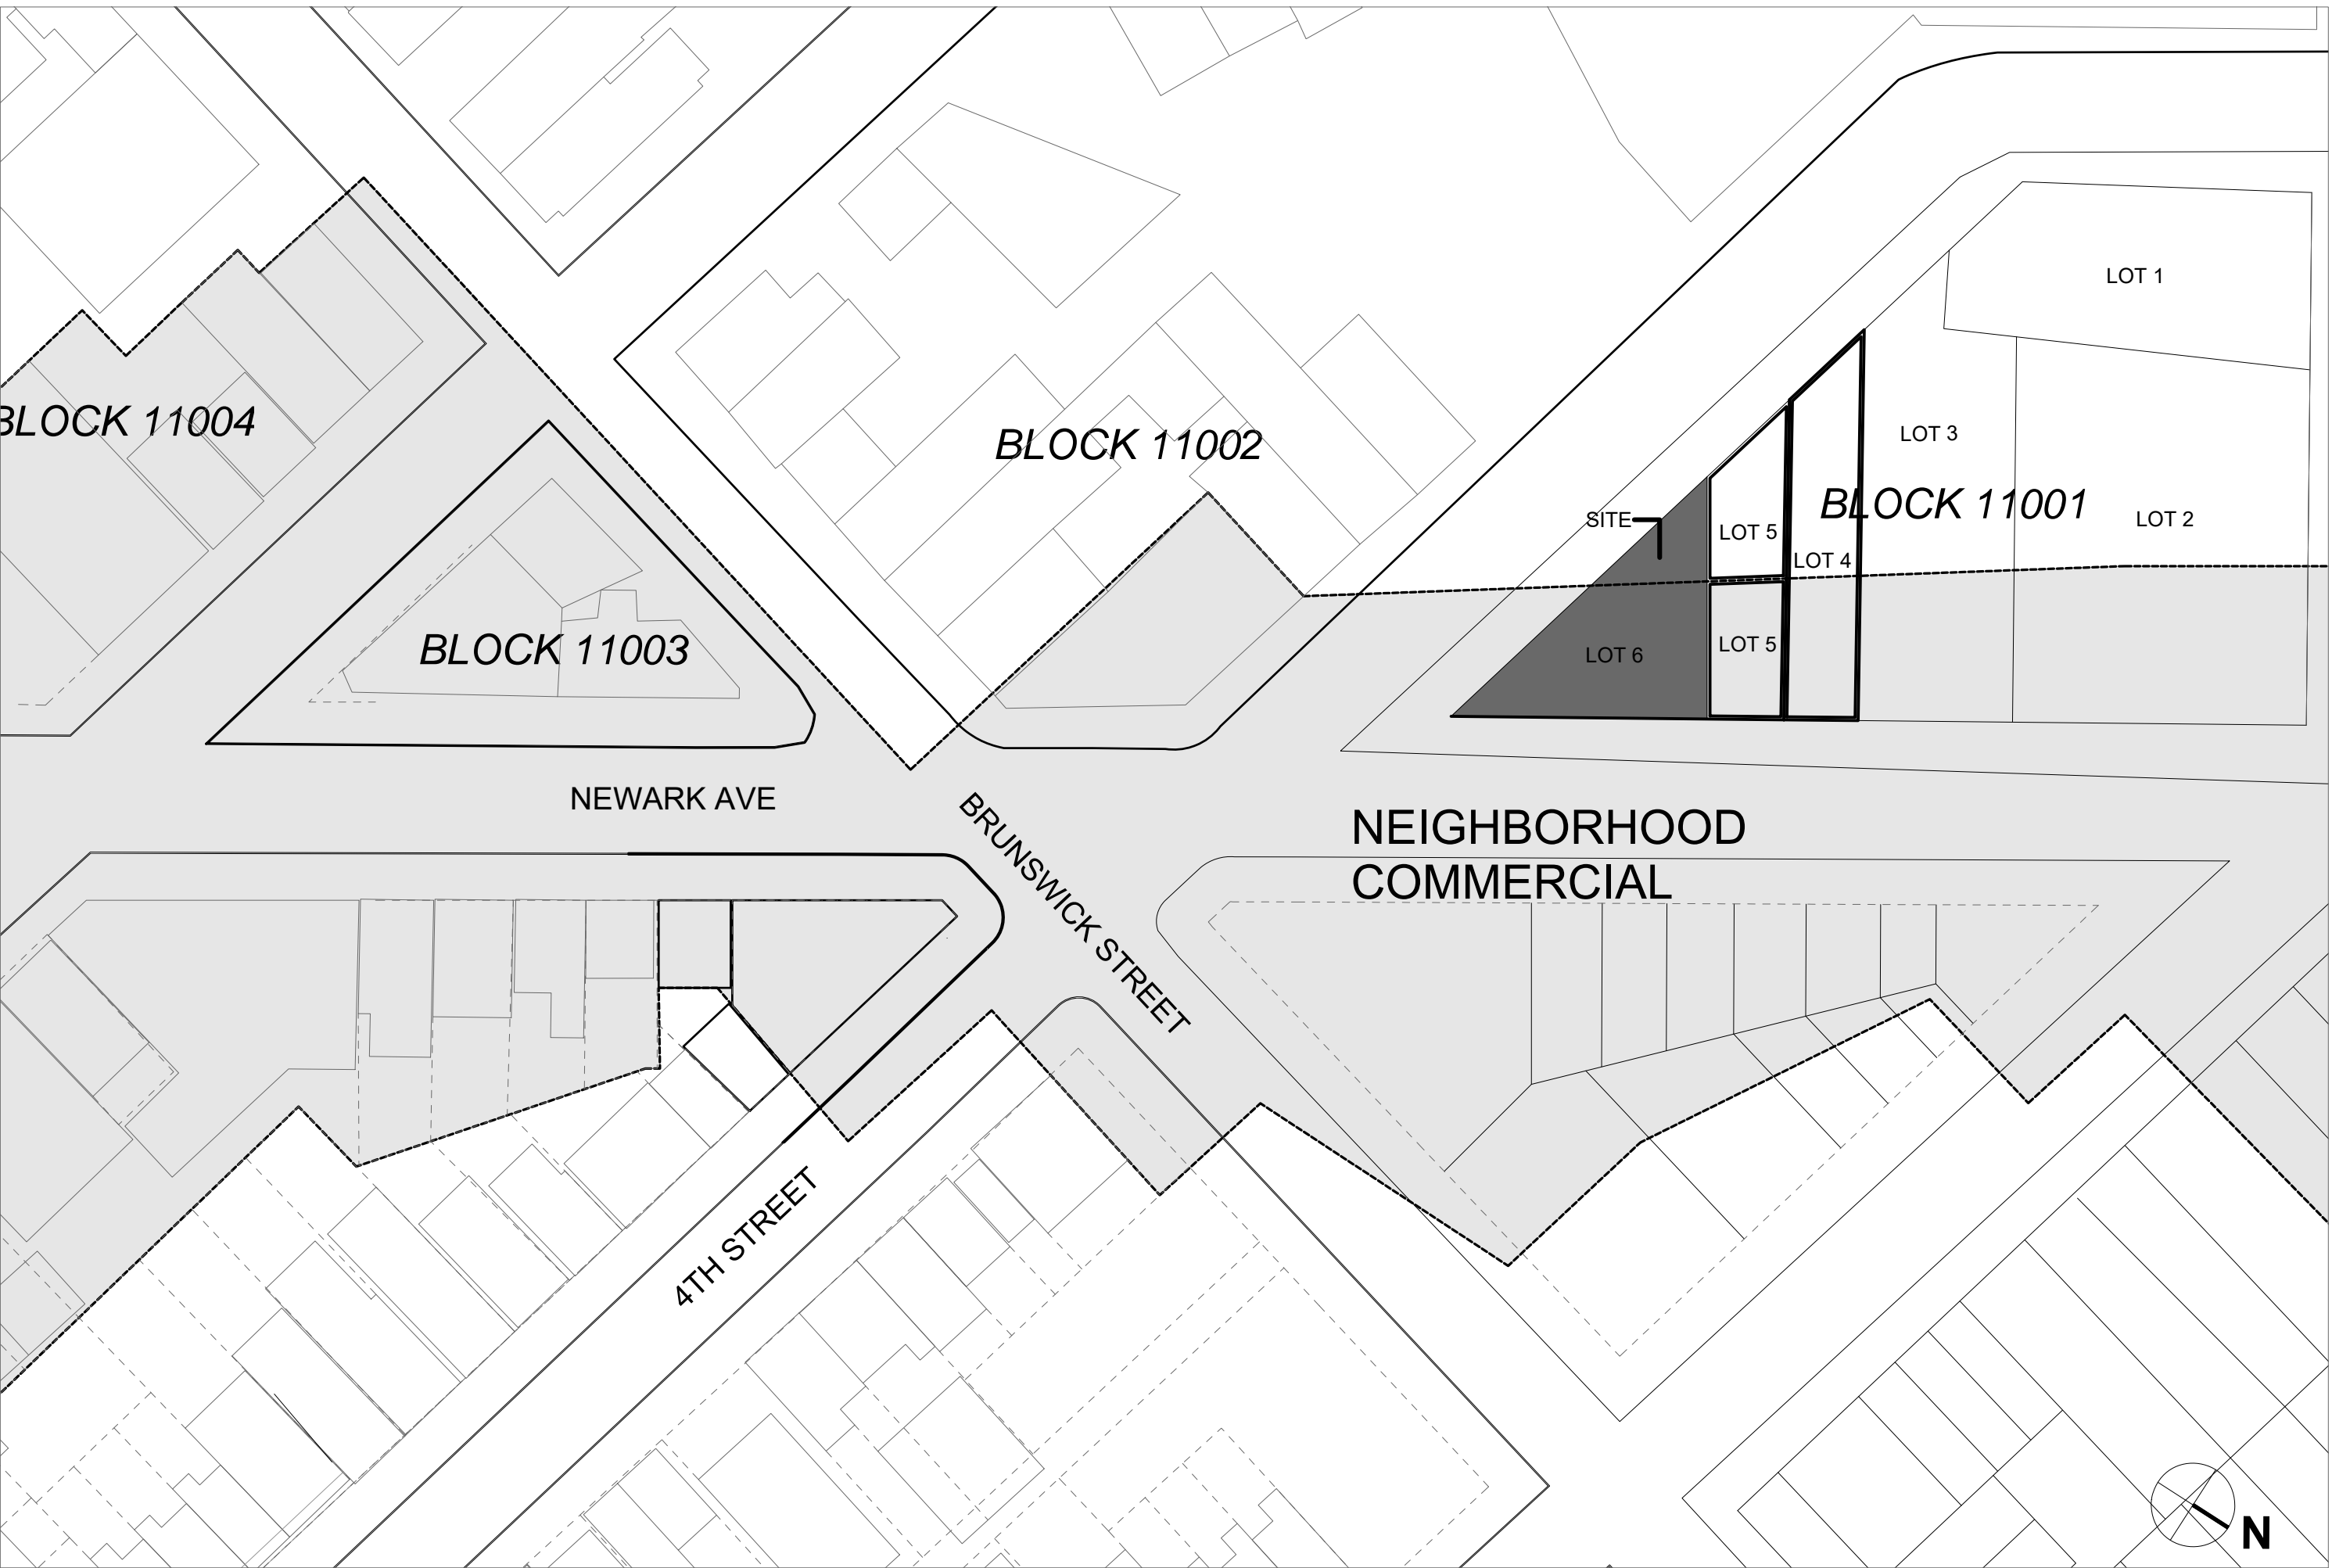 LOT 1
BLOCK 11004
BLOCK 11002
LOT 3
BLOCK 11001
SITE
LOT 5
LOT 2
LOT 4
BLOCK 11003
LOT 6
LOT 5
NEWARK AVE
BRUNSWICK STREET
NEIGHBORHOOD
COMMERCIAL
4TH STREET
N